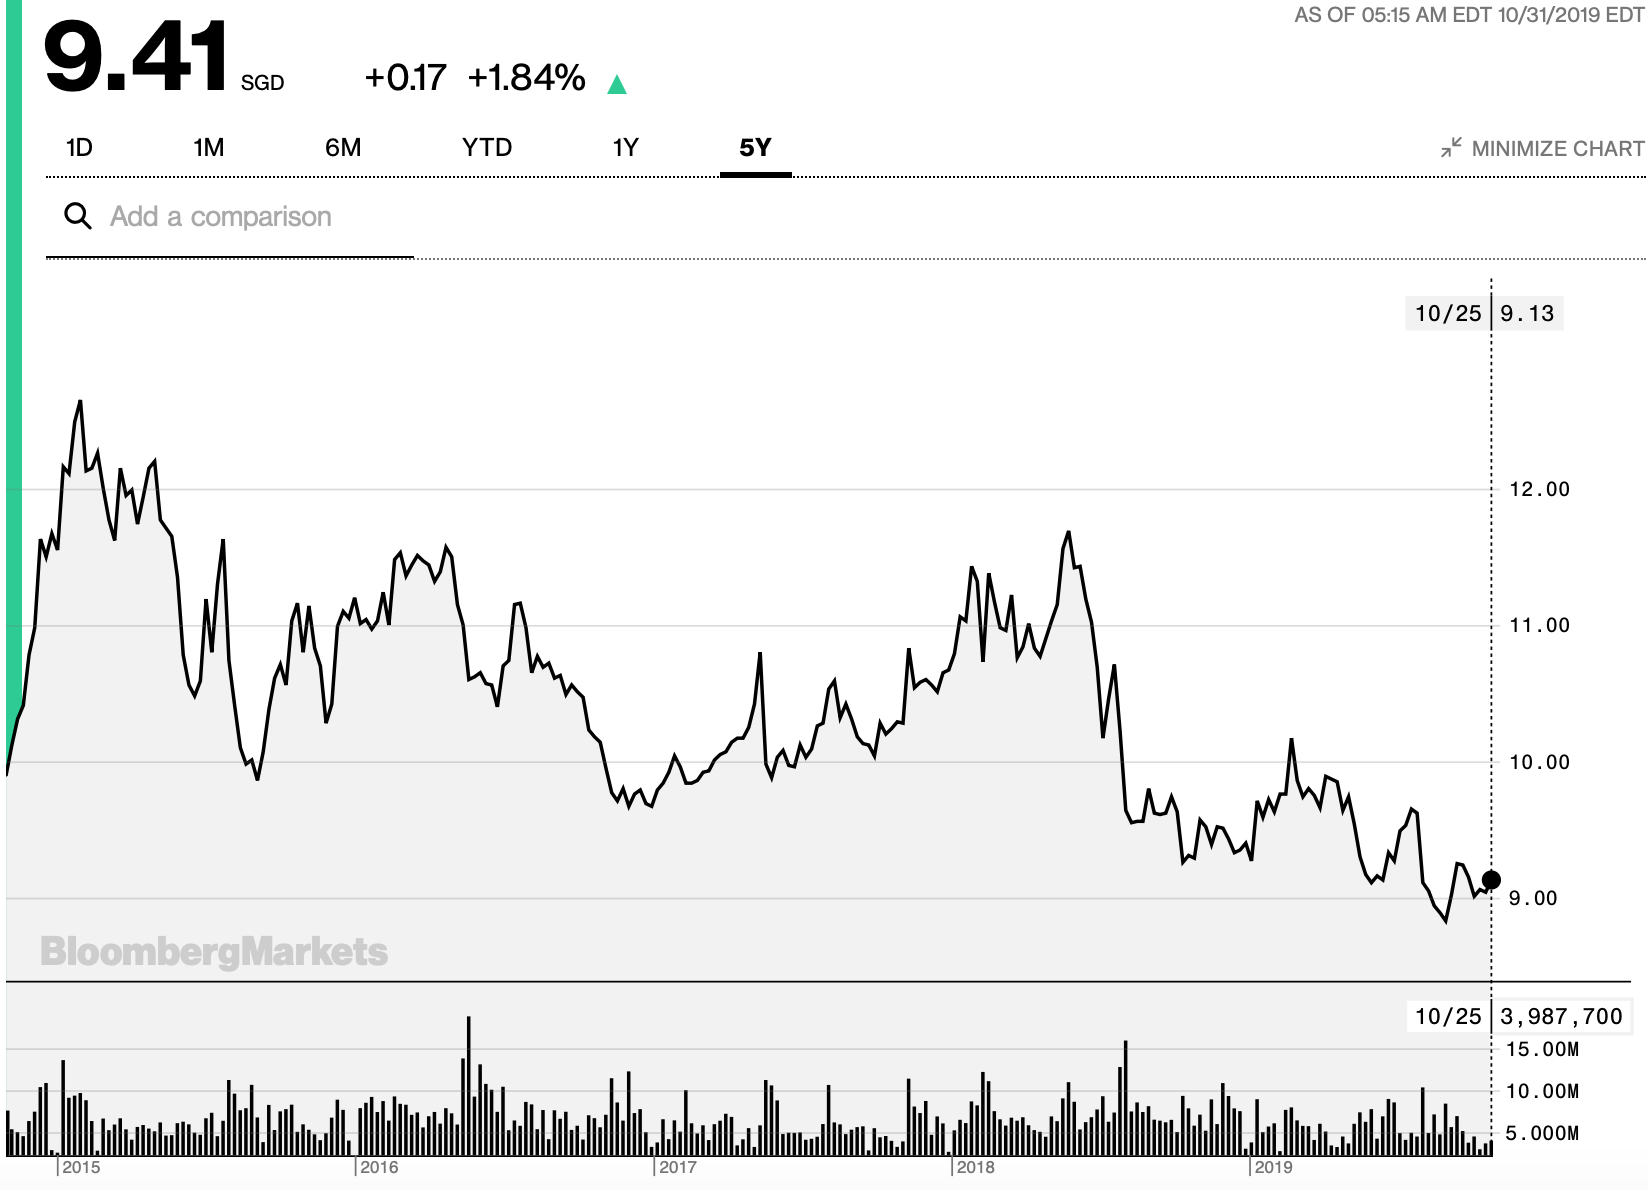 AS OF 05:15 AM EDT 10/31/2019 EDT
9.41 SGD +0.17 +1.84%
1D 1M 6M YTD 1Y 5Y MINIMIZE CHART
Add a comparison
10/25 9.13
12.00
11.00
10.00
9.00
BloombergMarkets
10/25 3,987,700
15.00M
10.00M
5.000M
2015 2016 2017 2018 2019